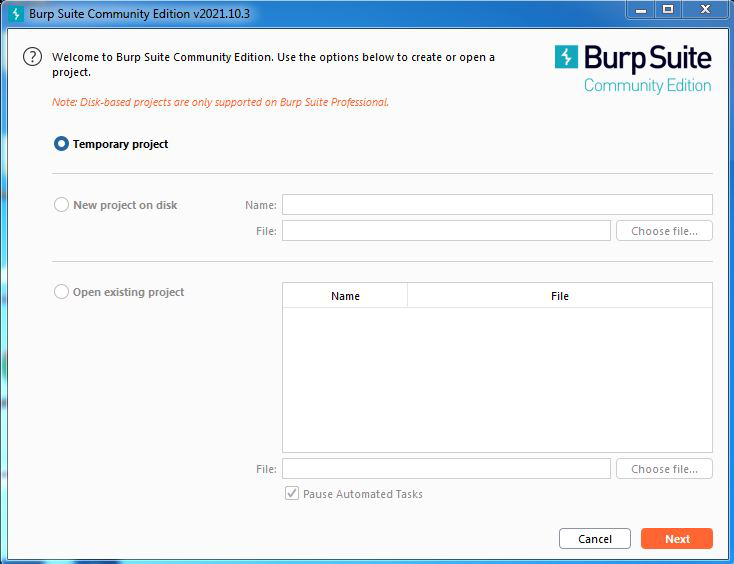 Burp Suite Community Edition v2021.10.3
? Welcome to Burp Suite Community Edition. Use the options below to create or open a
project.
Burp Suite
Community Edition
Note: Disk-based projects are only supported on Burp Suite Professional.
Temporary project
New project on disk Name:
File: Choose file...
Open existing project Name File
File: Choose file...
Pause Automated Tasks
Cancel Next